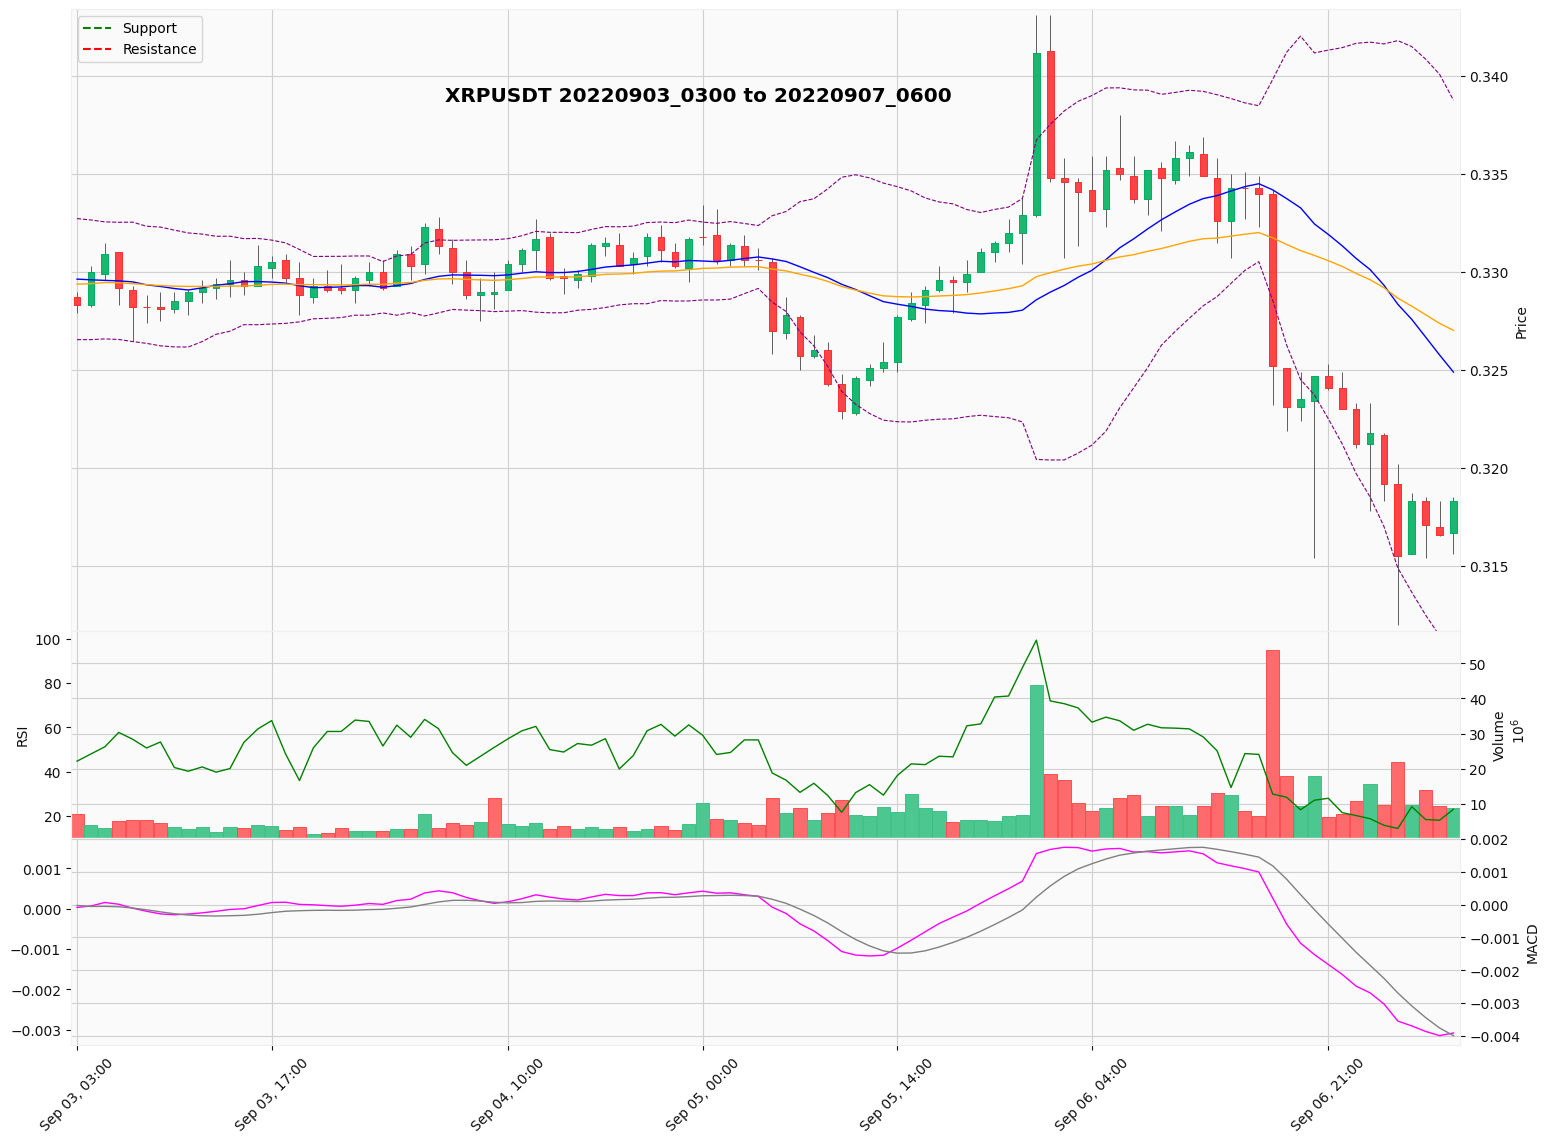 Support
Resistance
XRPUSDT 20220903_0300 to 20220907_0600
0.340
0.335
0.330
0.325
0.320
0.315
Price
100
80
60
40
20
RSI
50
40
30
20
10
Volume
10^6
0.001
0.000
−0.001
−0.002
−0.003
0.002
0.001
0.000
−0.001
−0.002
−0.003
−0.004
MACD
Sep 03, 03:00
Sep 03, 17:00
Sep 04, 10:00
Sep 05, 00:00
Sep 05, 14:00
Sep 06, 04:00
Sep 06, 21:00